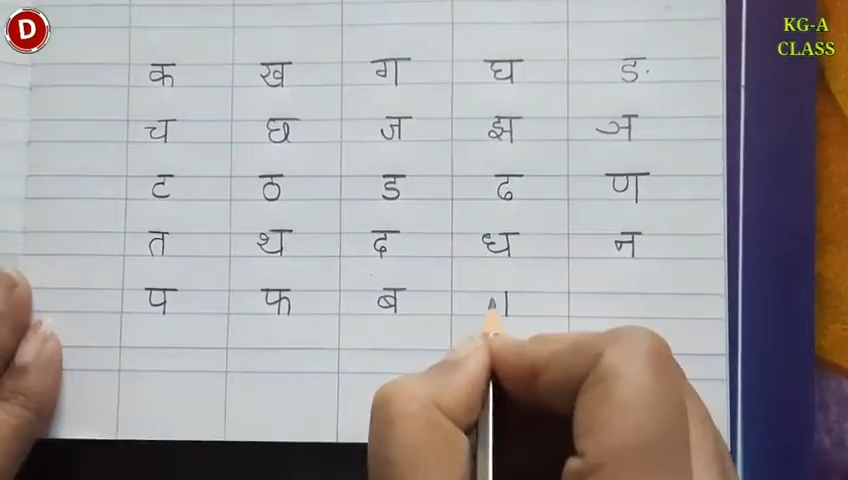 D
KG-A
CLASS
क ख ग घ ङ
च छ ज झ ञ
ट ठ ड ढ ण
त थ द ध न
प फ ब